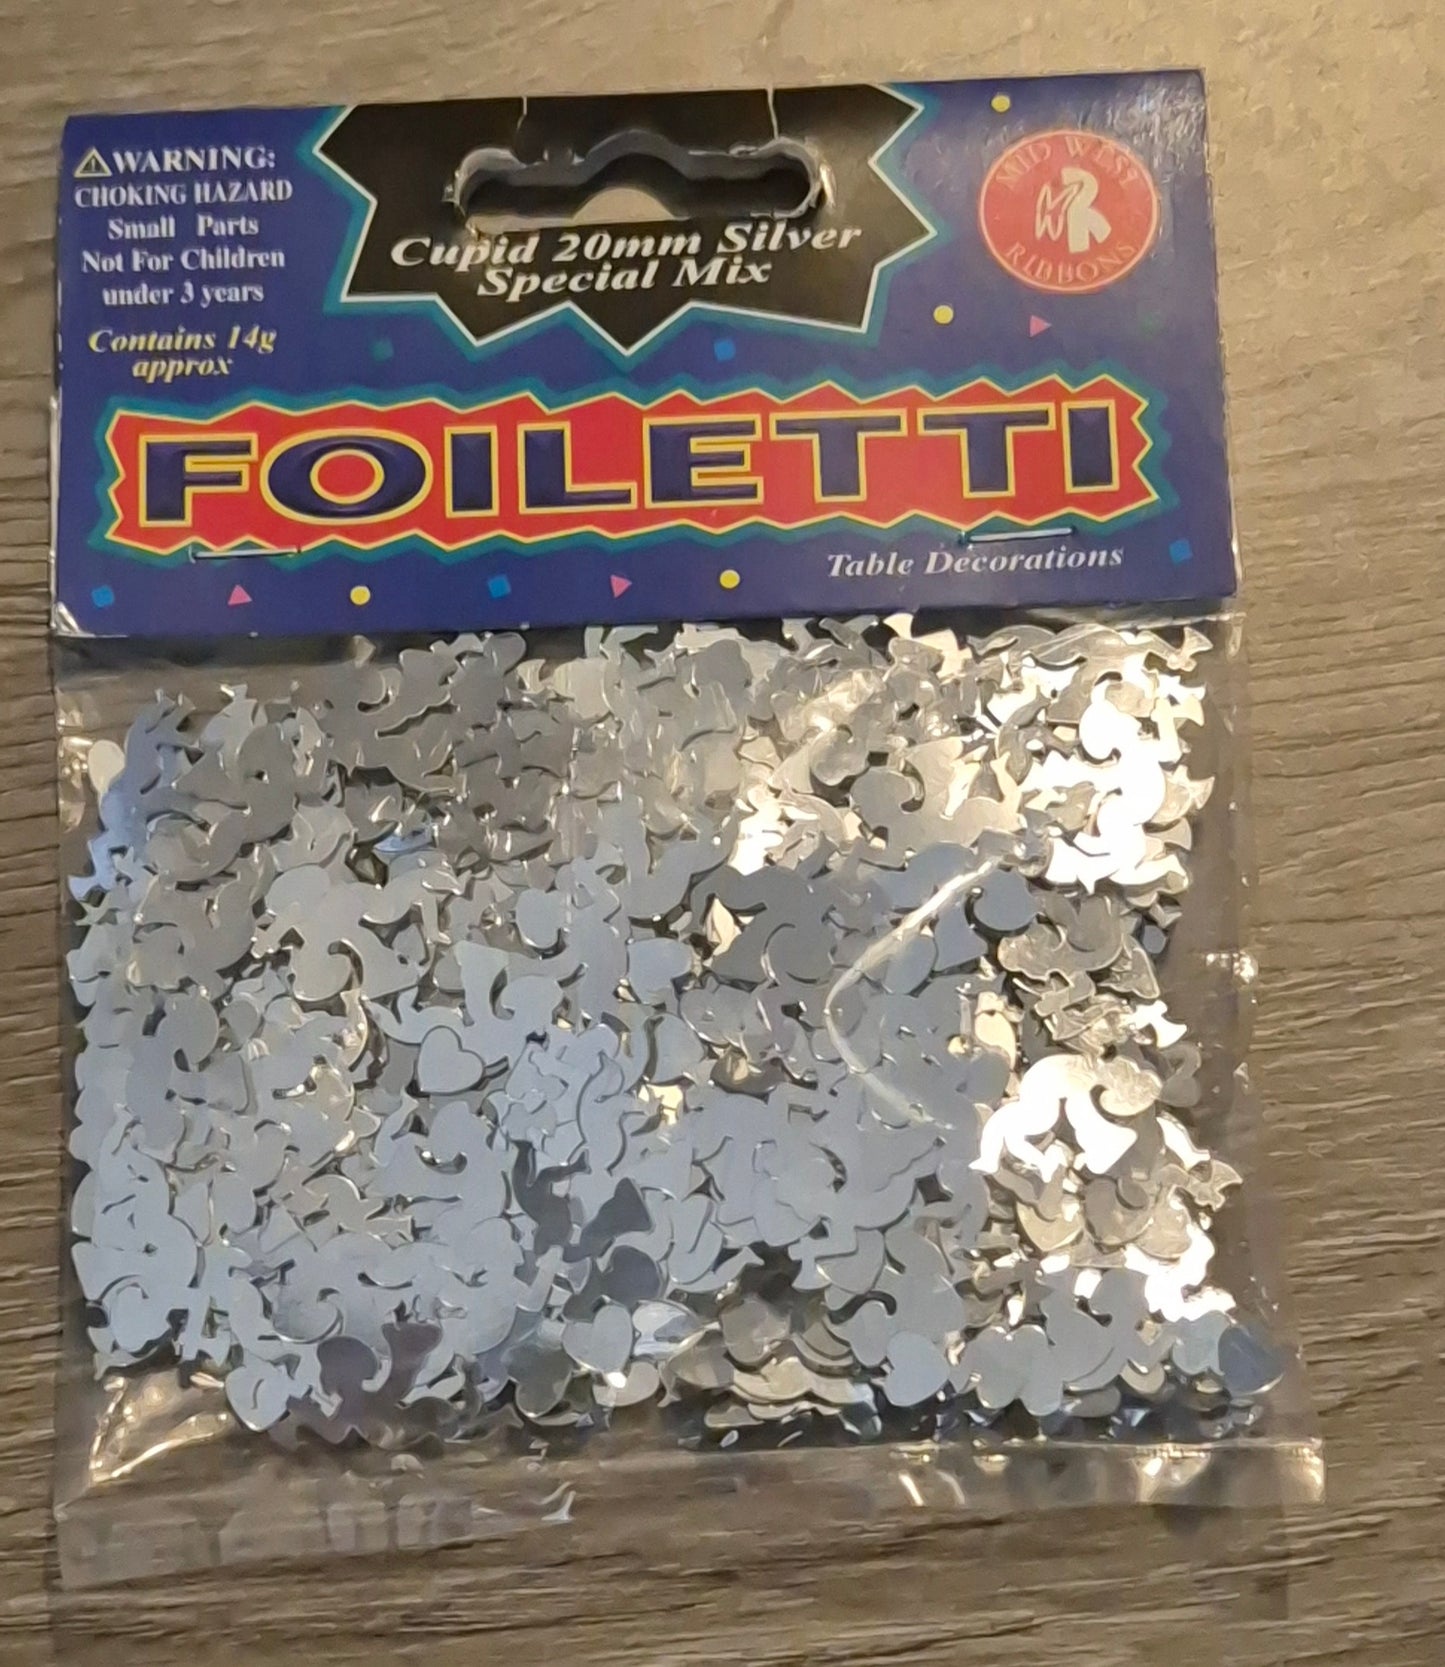 WARNING:
CHOKING HAZARD
Small Parts
Not For Children
under 3 years
Contains 14g
approx
Cupid 20mm Silver
Special Mix
MID WEST
RIBBONS
FOILETTI
Table Decorations